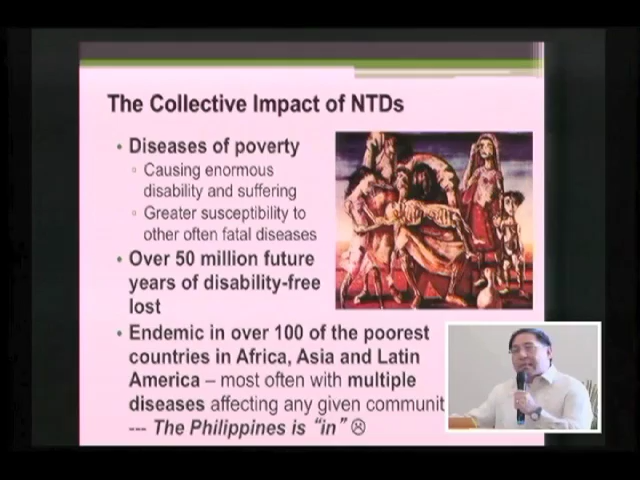 The Collective Impact of NTDs
• Diseases of poverty
▫ Causing enormous
disability and suffering
▫ Greater susceptibility to
other often fatal diseases
• Over 50 million future
years of disability-free
lost
• Endemic in over 100 of the poorest
countries in Africa, Asia and Latin
America – most often with multiple
diseases affecting any given communit
--- The Philippines is “in” ☹